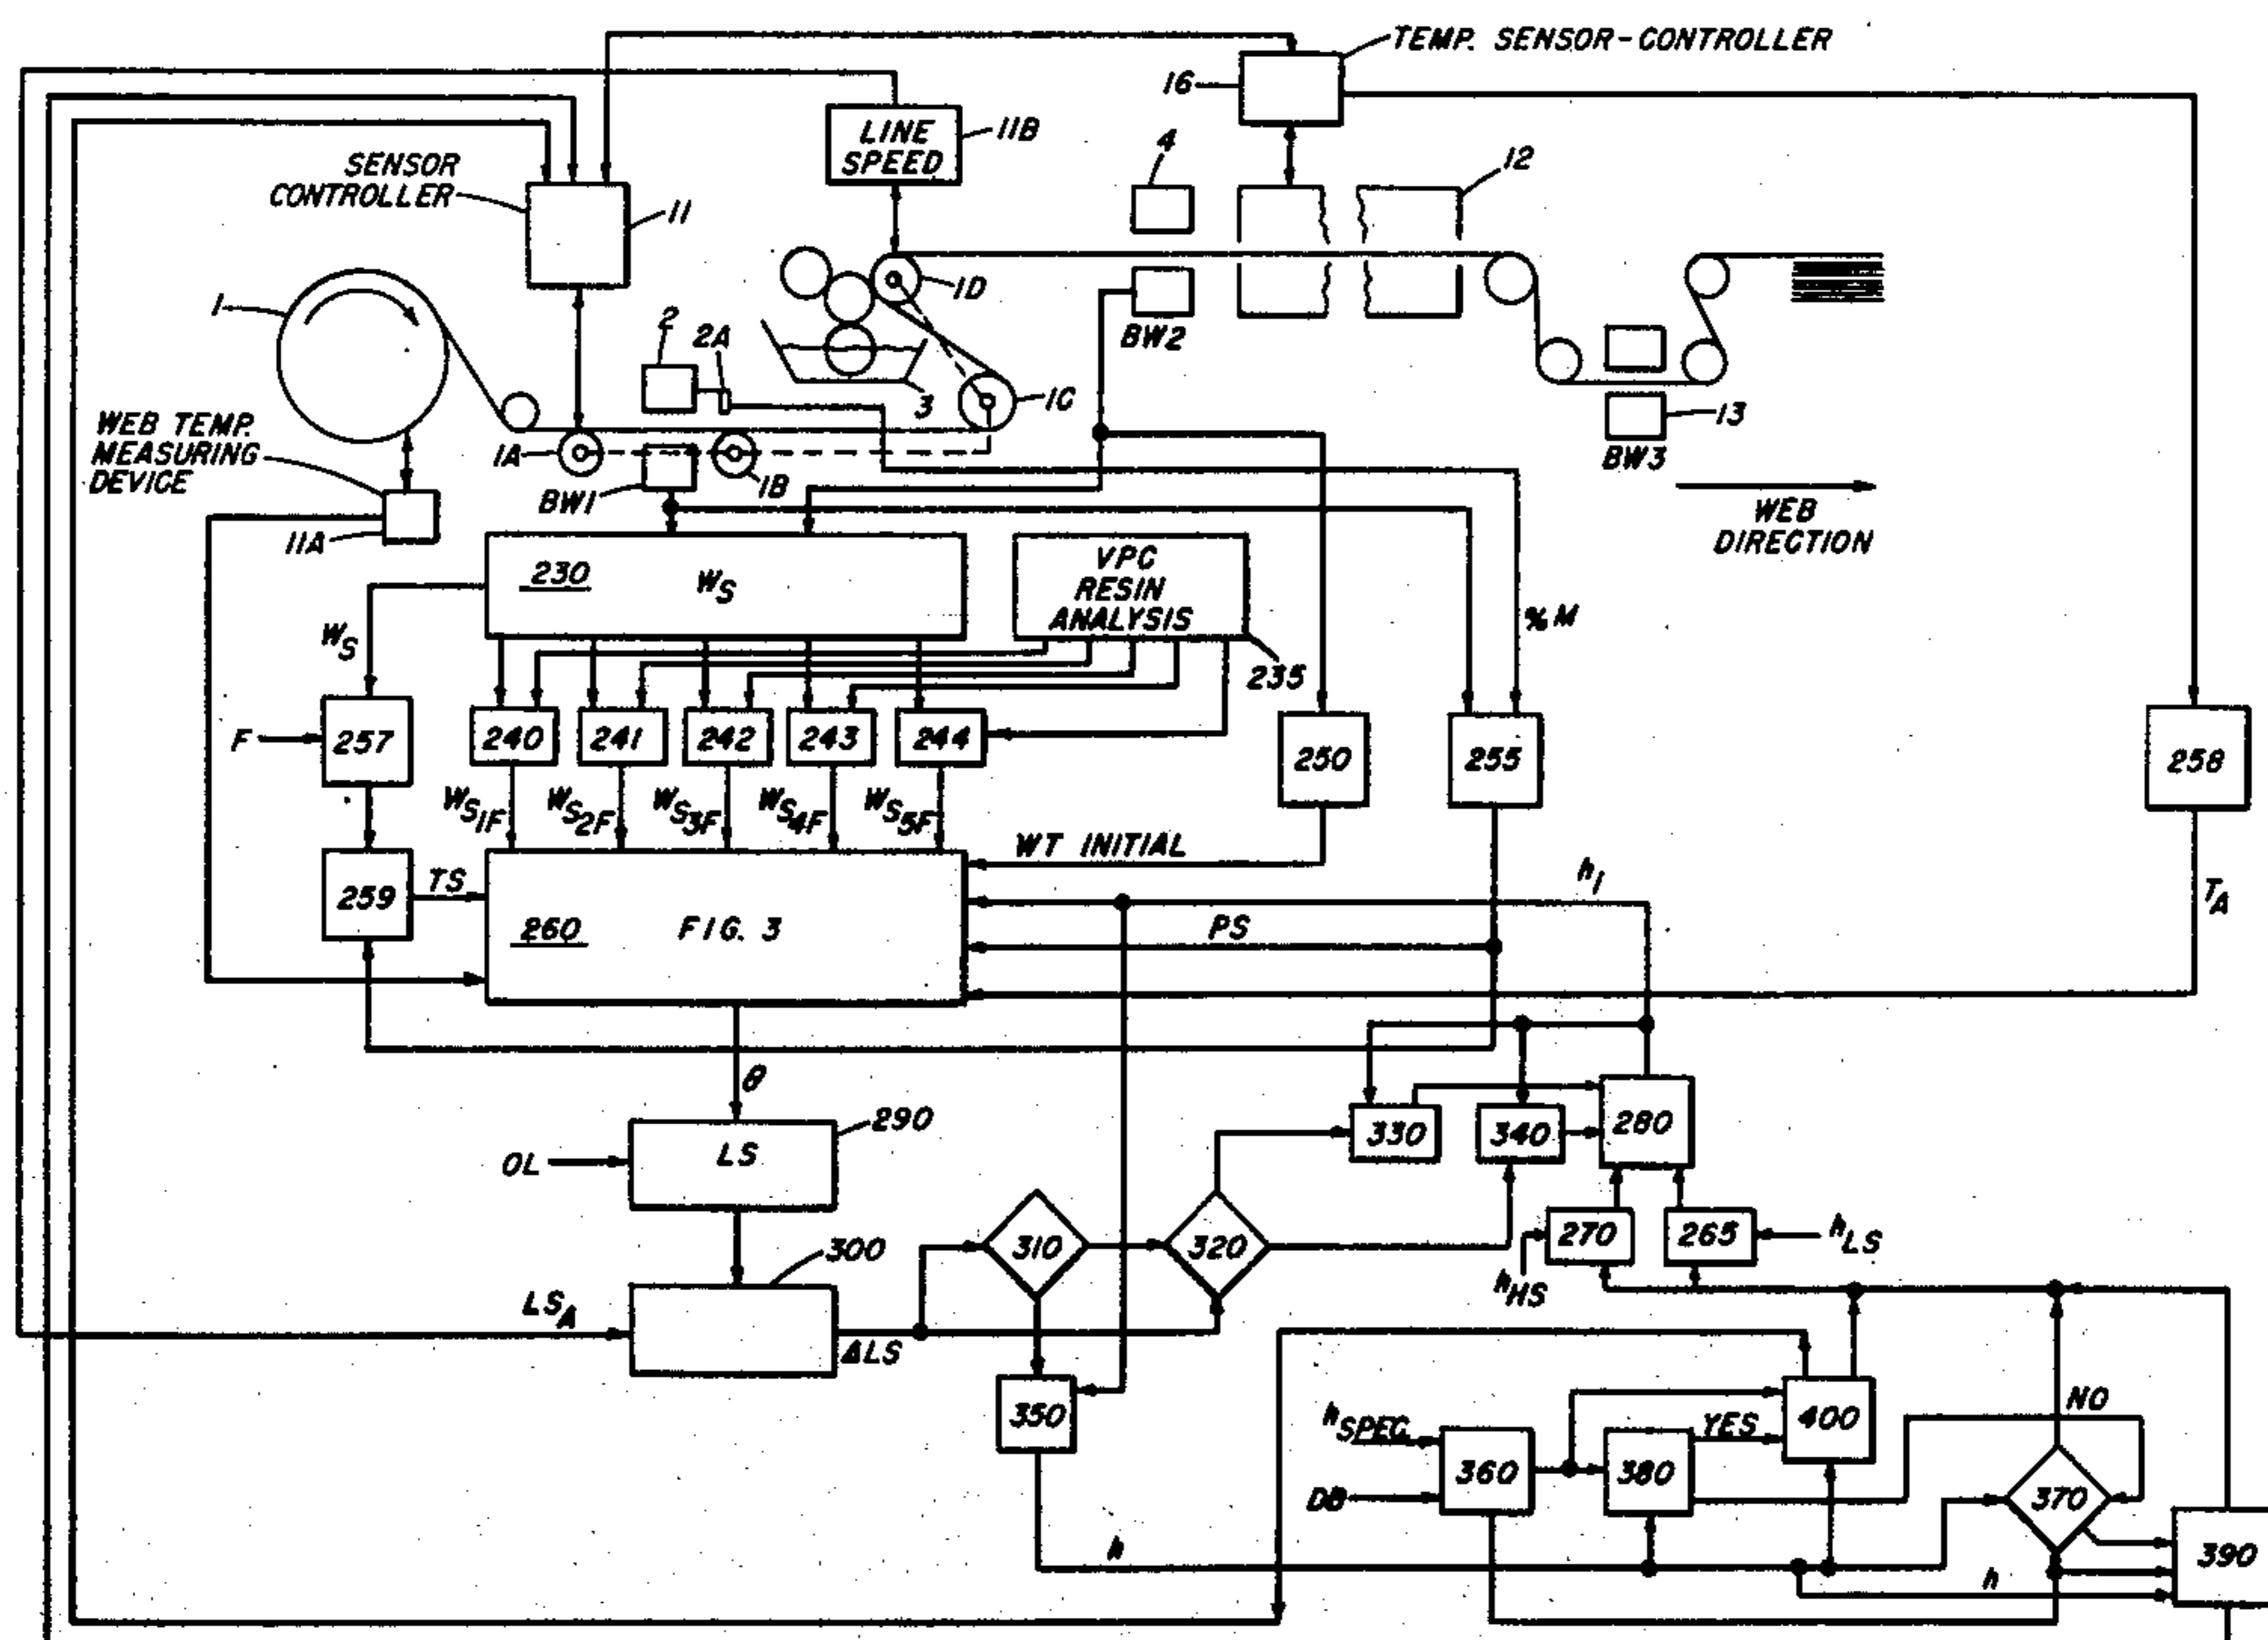 TEMP. SENSOR-CONTROLLER
16
LINE
SPEED
11B
4
12
SENSOR
CONTROLLER
11
1
1D
BW2
2
2A
3
1C
13
BW3
WEB TEMP.
MEASURING
DEVICE
1A
1B
BW1
11A
WEB
DIRECTION
230
WS
VPC
RESIN
ANALYSIS
235
%M
WS
F
257
240
241
242
243
244
250
255
258
WS1F
WS2F
WS3F
WS4F
WS5F
WT INITIAL
259
TS
260
FIG. 3
h1
PS
TA
θ
290
OL
LS
330
340
280
300
310
320
270
265
hLS
hHS
LSA
ΔLS
350
hSPEC
DB
360
380
YES
400
NO
370
390
h
h